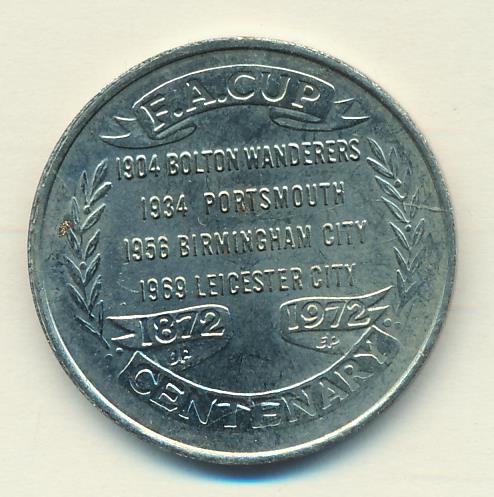 F.A.CUP
1904 BOLTON WANDERERS
1934 PORTSMOUTH
1956 BIRMINGHAM CITY
1969 LEICESTER CITY
1872 1972
CENTENARY